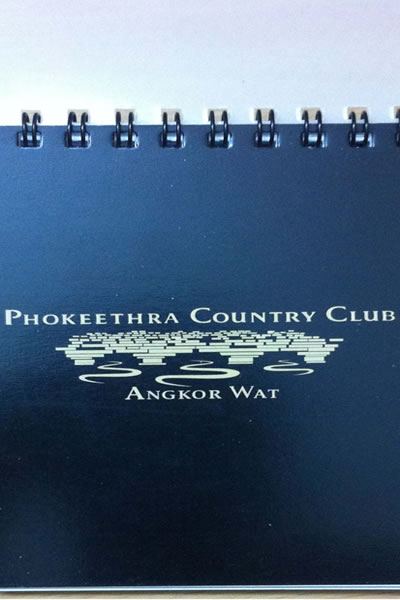 PHOKEETHRA COUNTRY CLUB
ANGKOR WAT